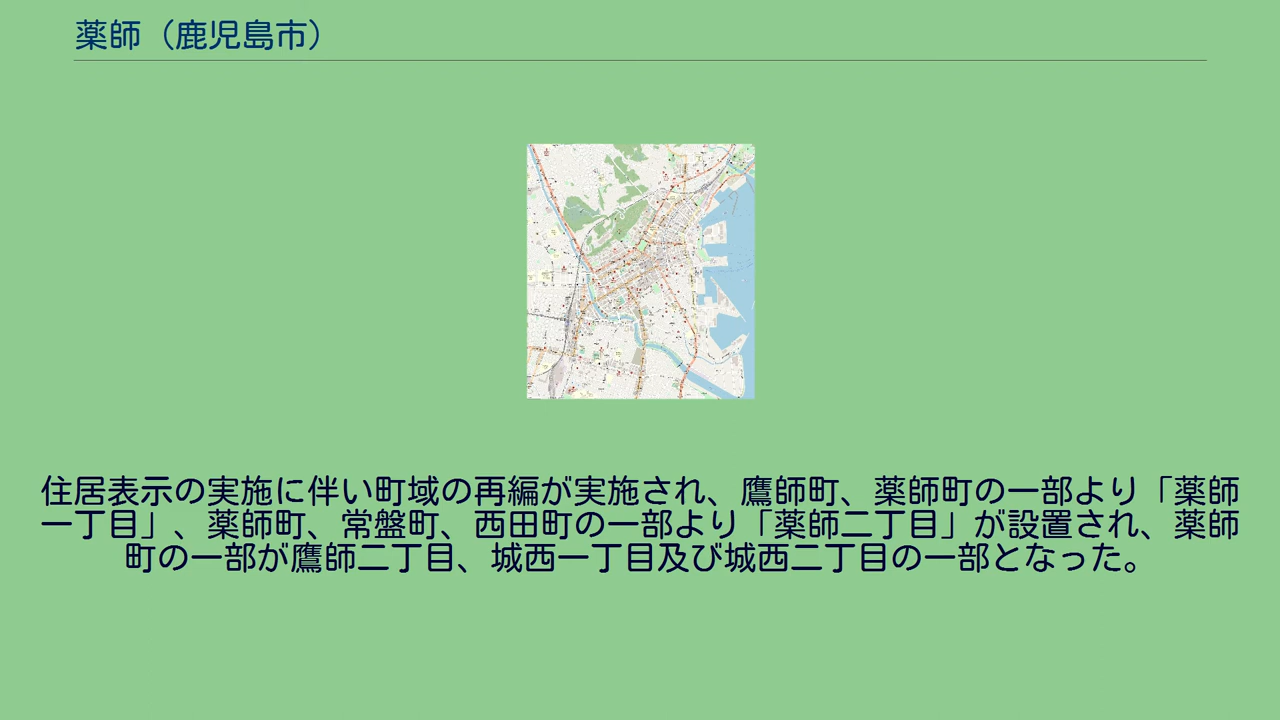 薬師（鹿児島市）
住居表示の実施に伴い町域の再編が実施され、鷹師町、薬師町の一部より「薬師
一丁目」、薬師町、常盤町、西田町の一部より「薬師二丁目」が設置され、薬師
町の一部が鷹師二丁目、城西一丁目及び城西二丁目の一部となった。